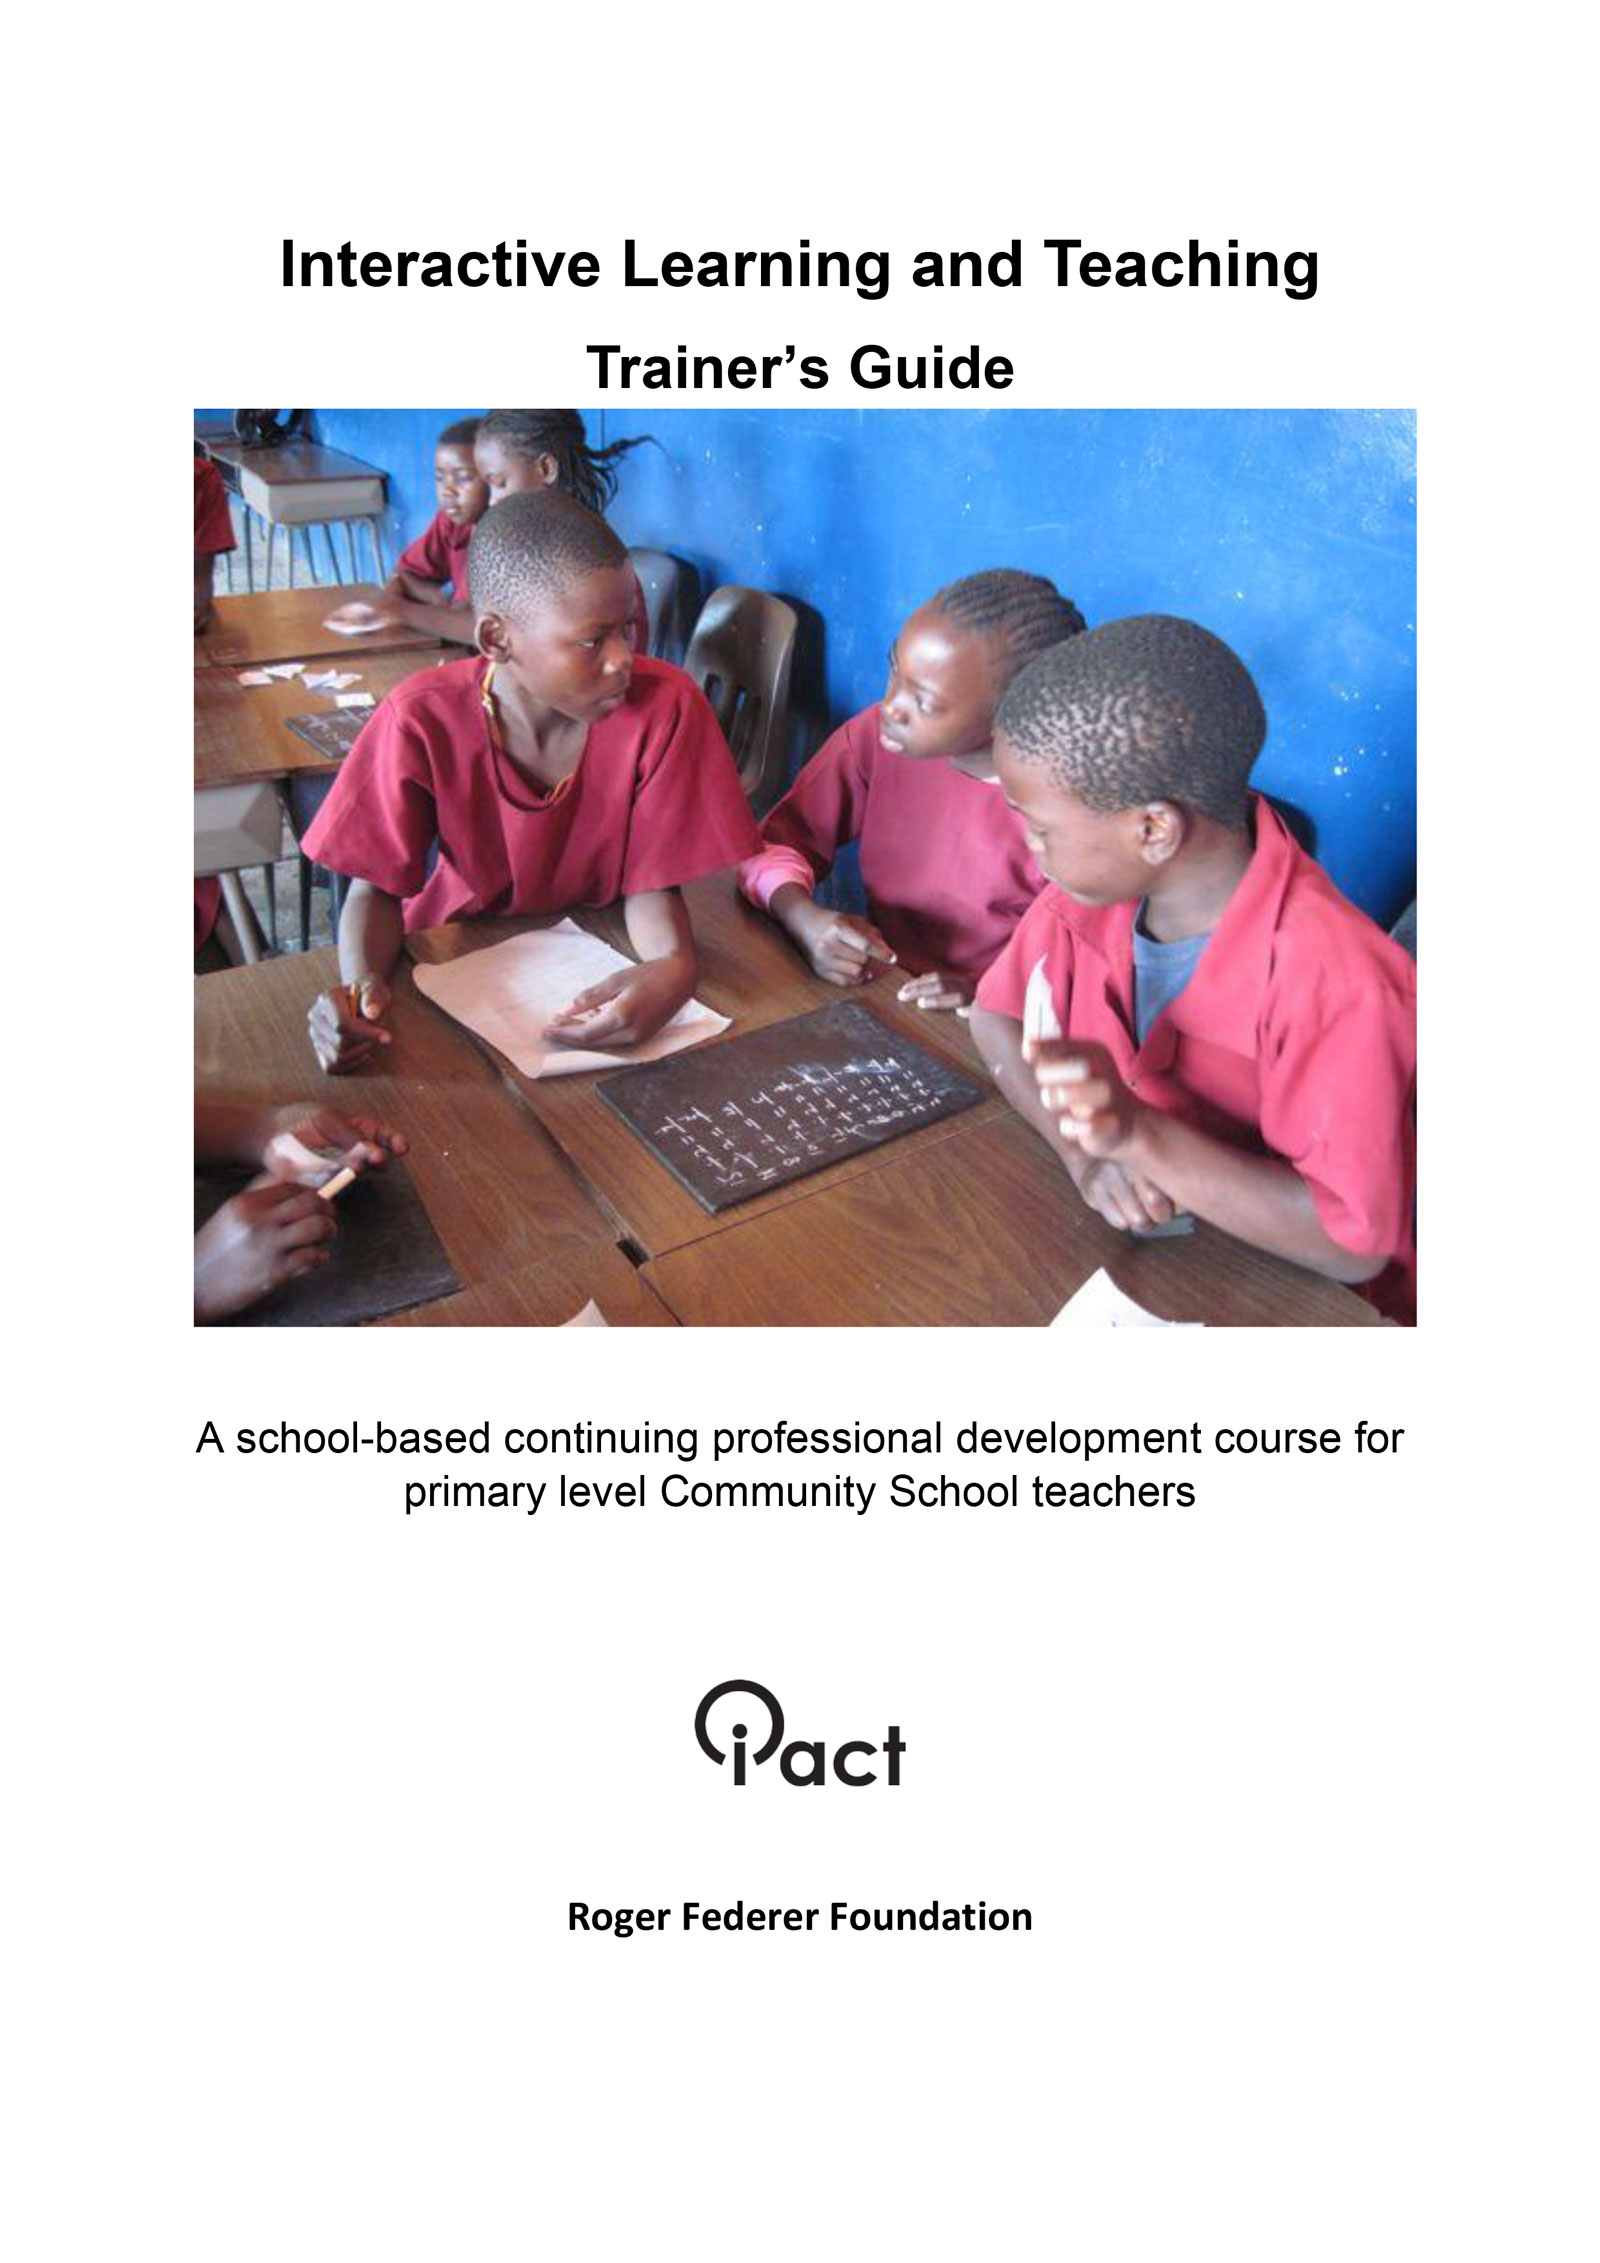 Interactive Learning and Teaching
Trainer’s Guide
A school-based continuing professional development course for
primary level Community School teachers
iact
Roger Federer Foundation